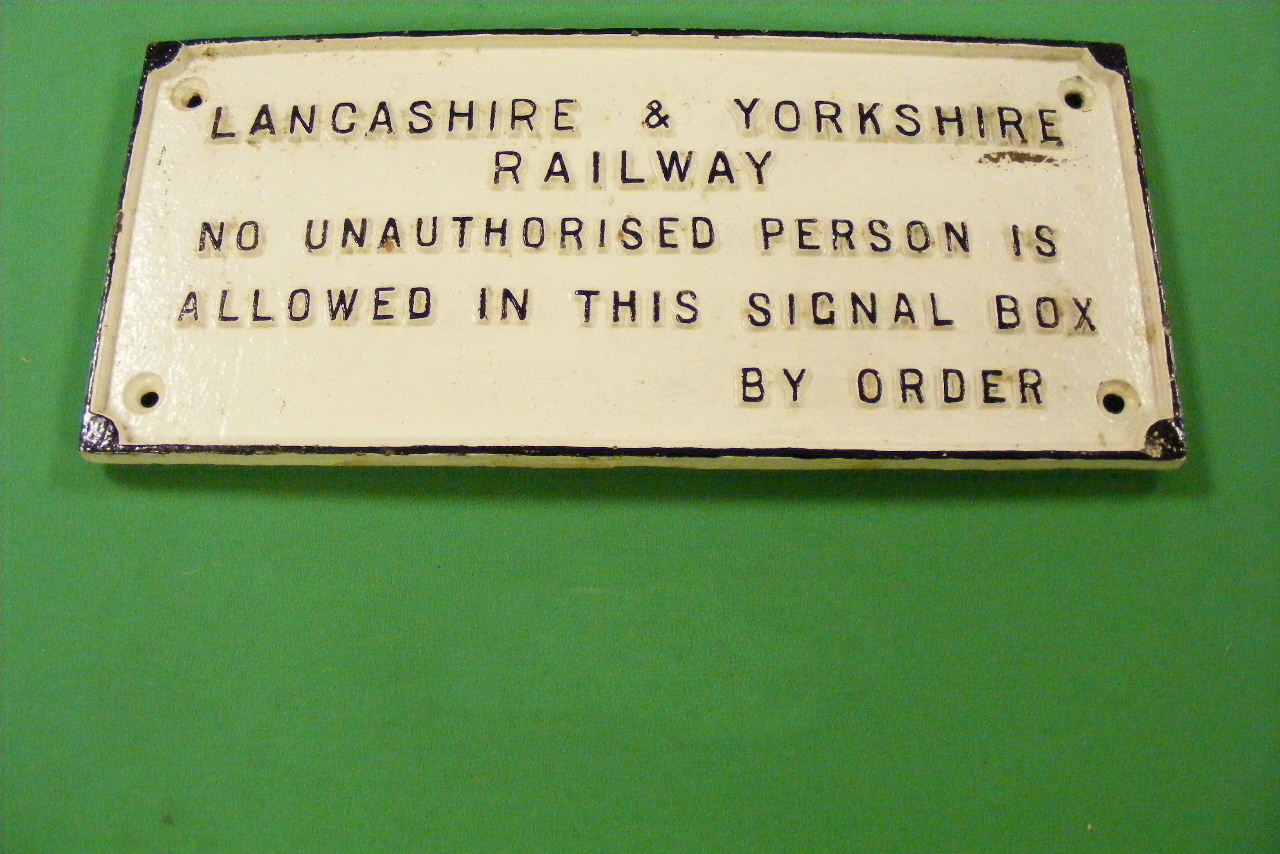 LANCASHIRE & YORKSHIRE
RAILWAY
NO UNAUTHORISED PERSON IS
ALLOWED IN THIS SIGNAL BOX
BY ORDER